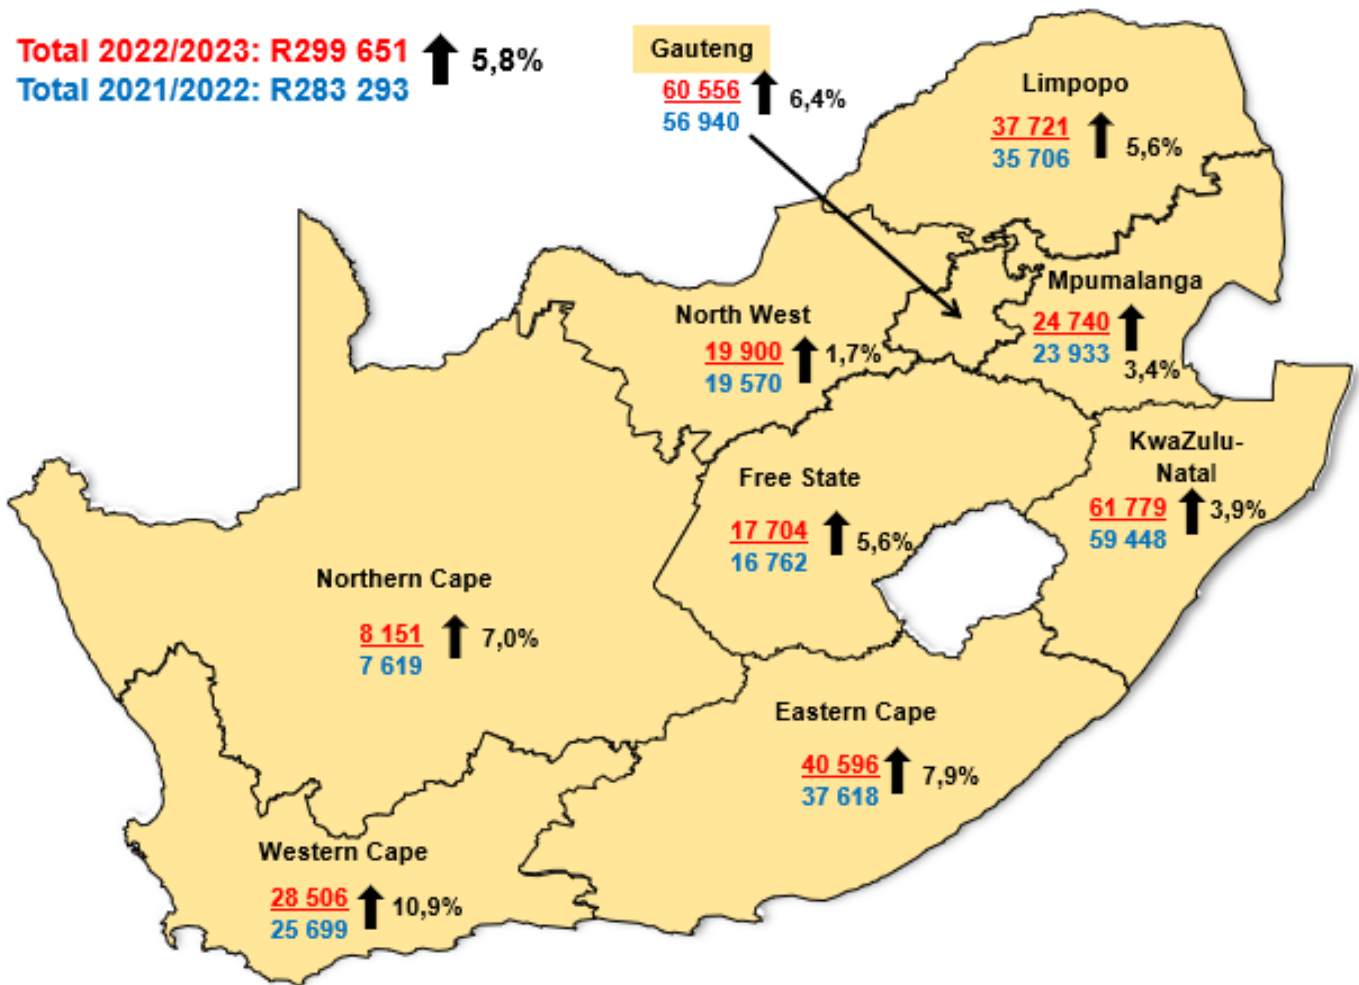 Total 2022/2023: R299 651
5,8%
Total 2021/2022: R283 293
Gauteng
60 556
6,4%
56 940
Limpopo
37 721
5,6%
35 706
Mpumalanga
24 740
23 933
3,4%
North West
19 900
1,7%
19 570
KwaZulu-
Natal
61 779
3,9%
59 448
Free State
17 704
5,6%
16 762
Northern Cape
8 151
7,0%
7 619
Eastern Cape
40 596
7,9%
37 618
Western Cape
28 506
10,9%
25 699